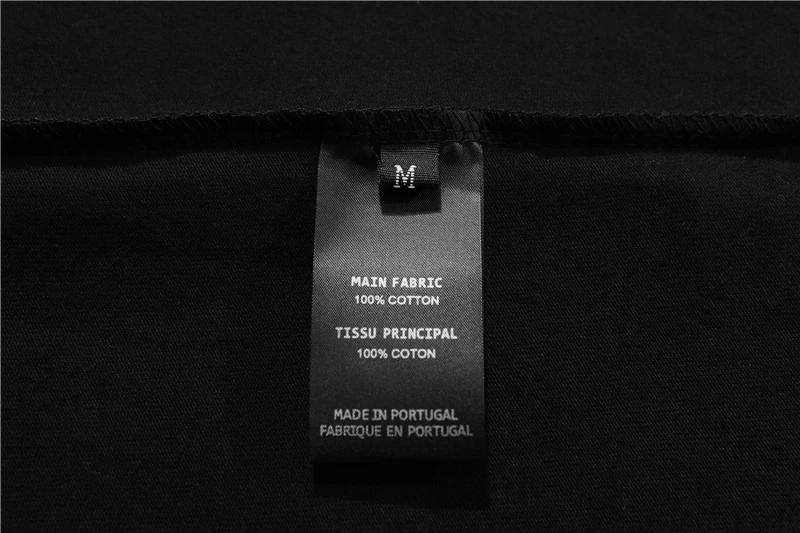 M
MAIN FABRIC
100% COTTON
TISSU PRINCIPAL
100% COTON
MADE IN PORTUGAL
FABRIQUE EN PORTUGAL